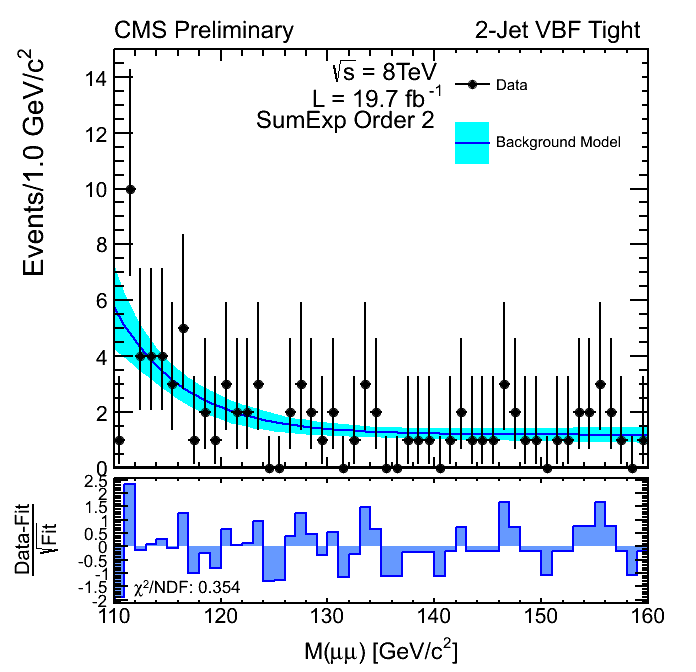 CMS Preliminary
2-Jet VBF Tight
√s = 8TeV
L = 19.7 fb⁻¹
SumExp Order 2
Data
Background Model
Events/1.0 GeV/c²
14
12
10
8
6
4
2
0
Data-Fit
√Fit
2.5
2
1.5
1
0.5
0
-0.5
-1
-1.5
-2
χ²/NDF: 0.354
110 120 130 140 150 160
M(μμ) [GeV/c²]